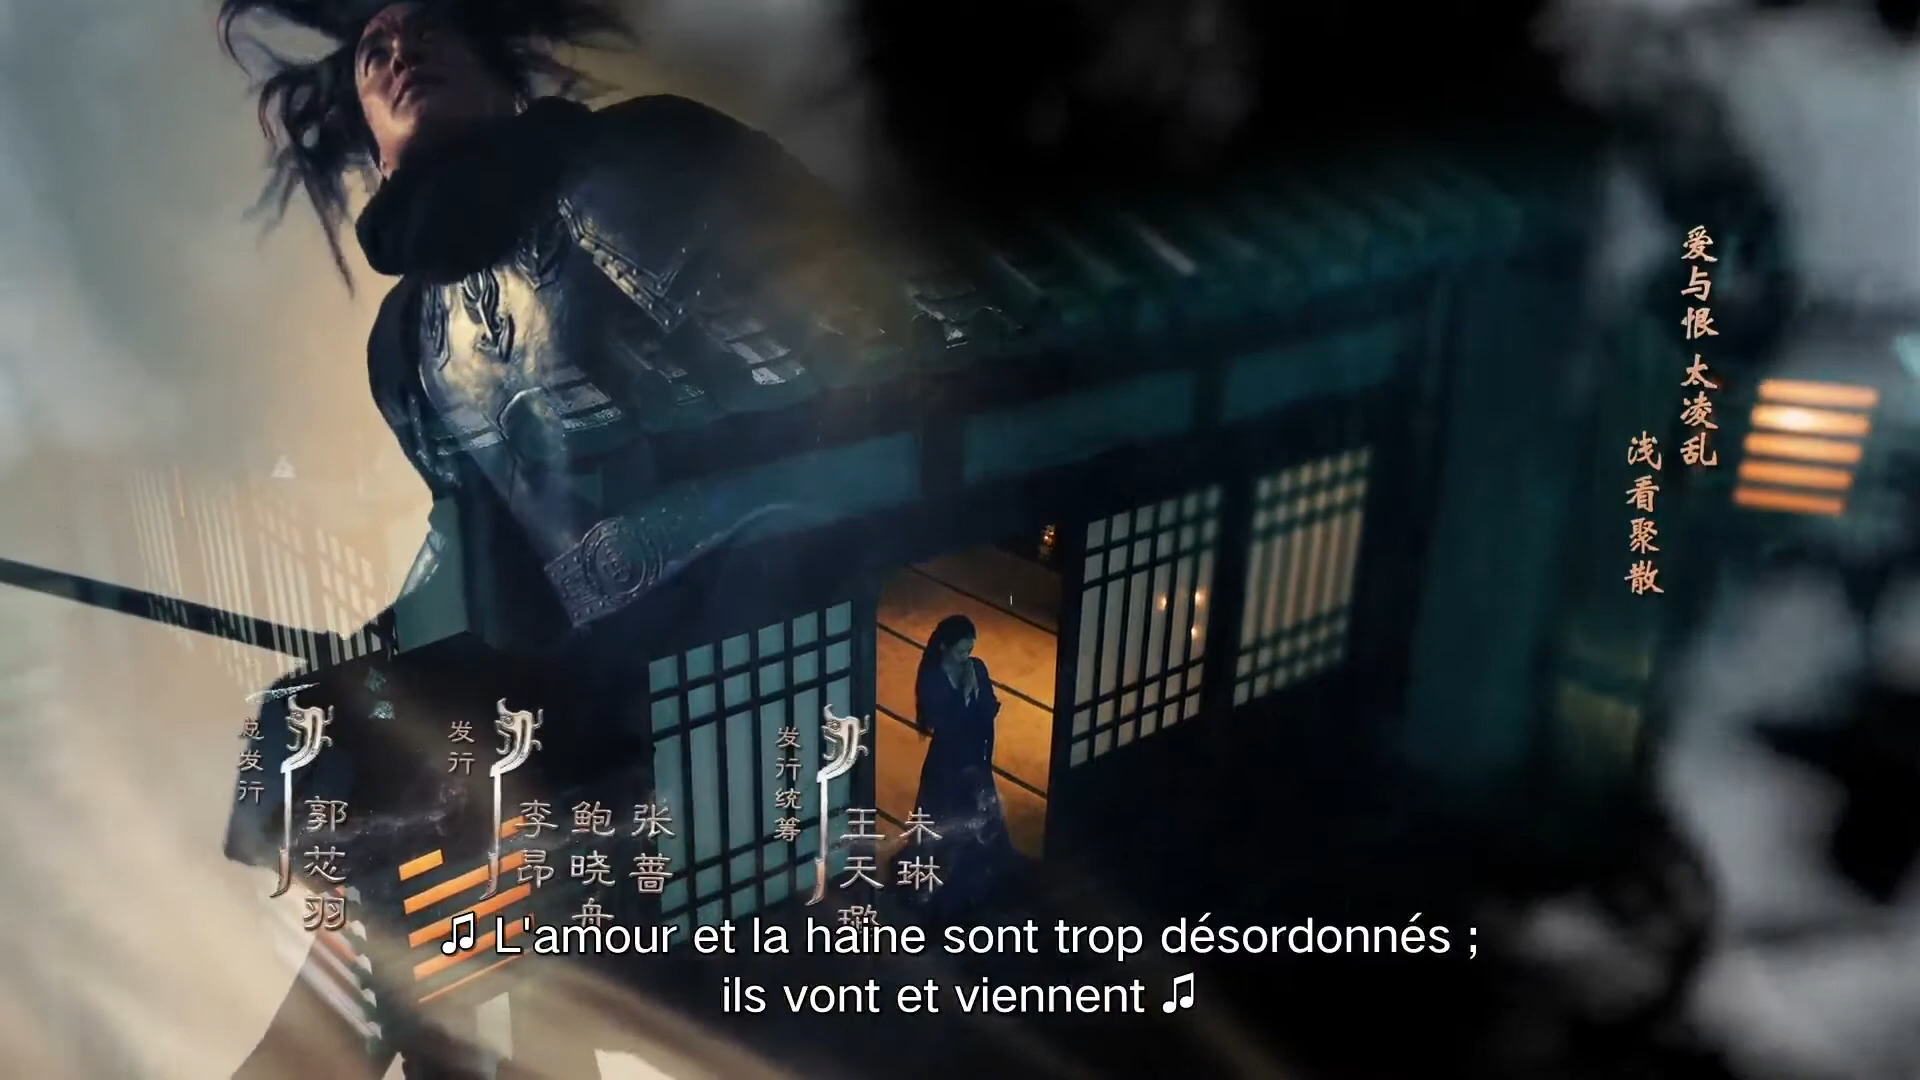 爱与恨 太凌乱
浅看聚散
总发行
郭芯羽
发行
李昂
鲍晓舟
张蔷
发行统筹
王天璐
朱琳
♫ L'amour et la haine sont trop désordonnés ;
ils vont et viennent ♫